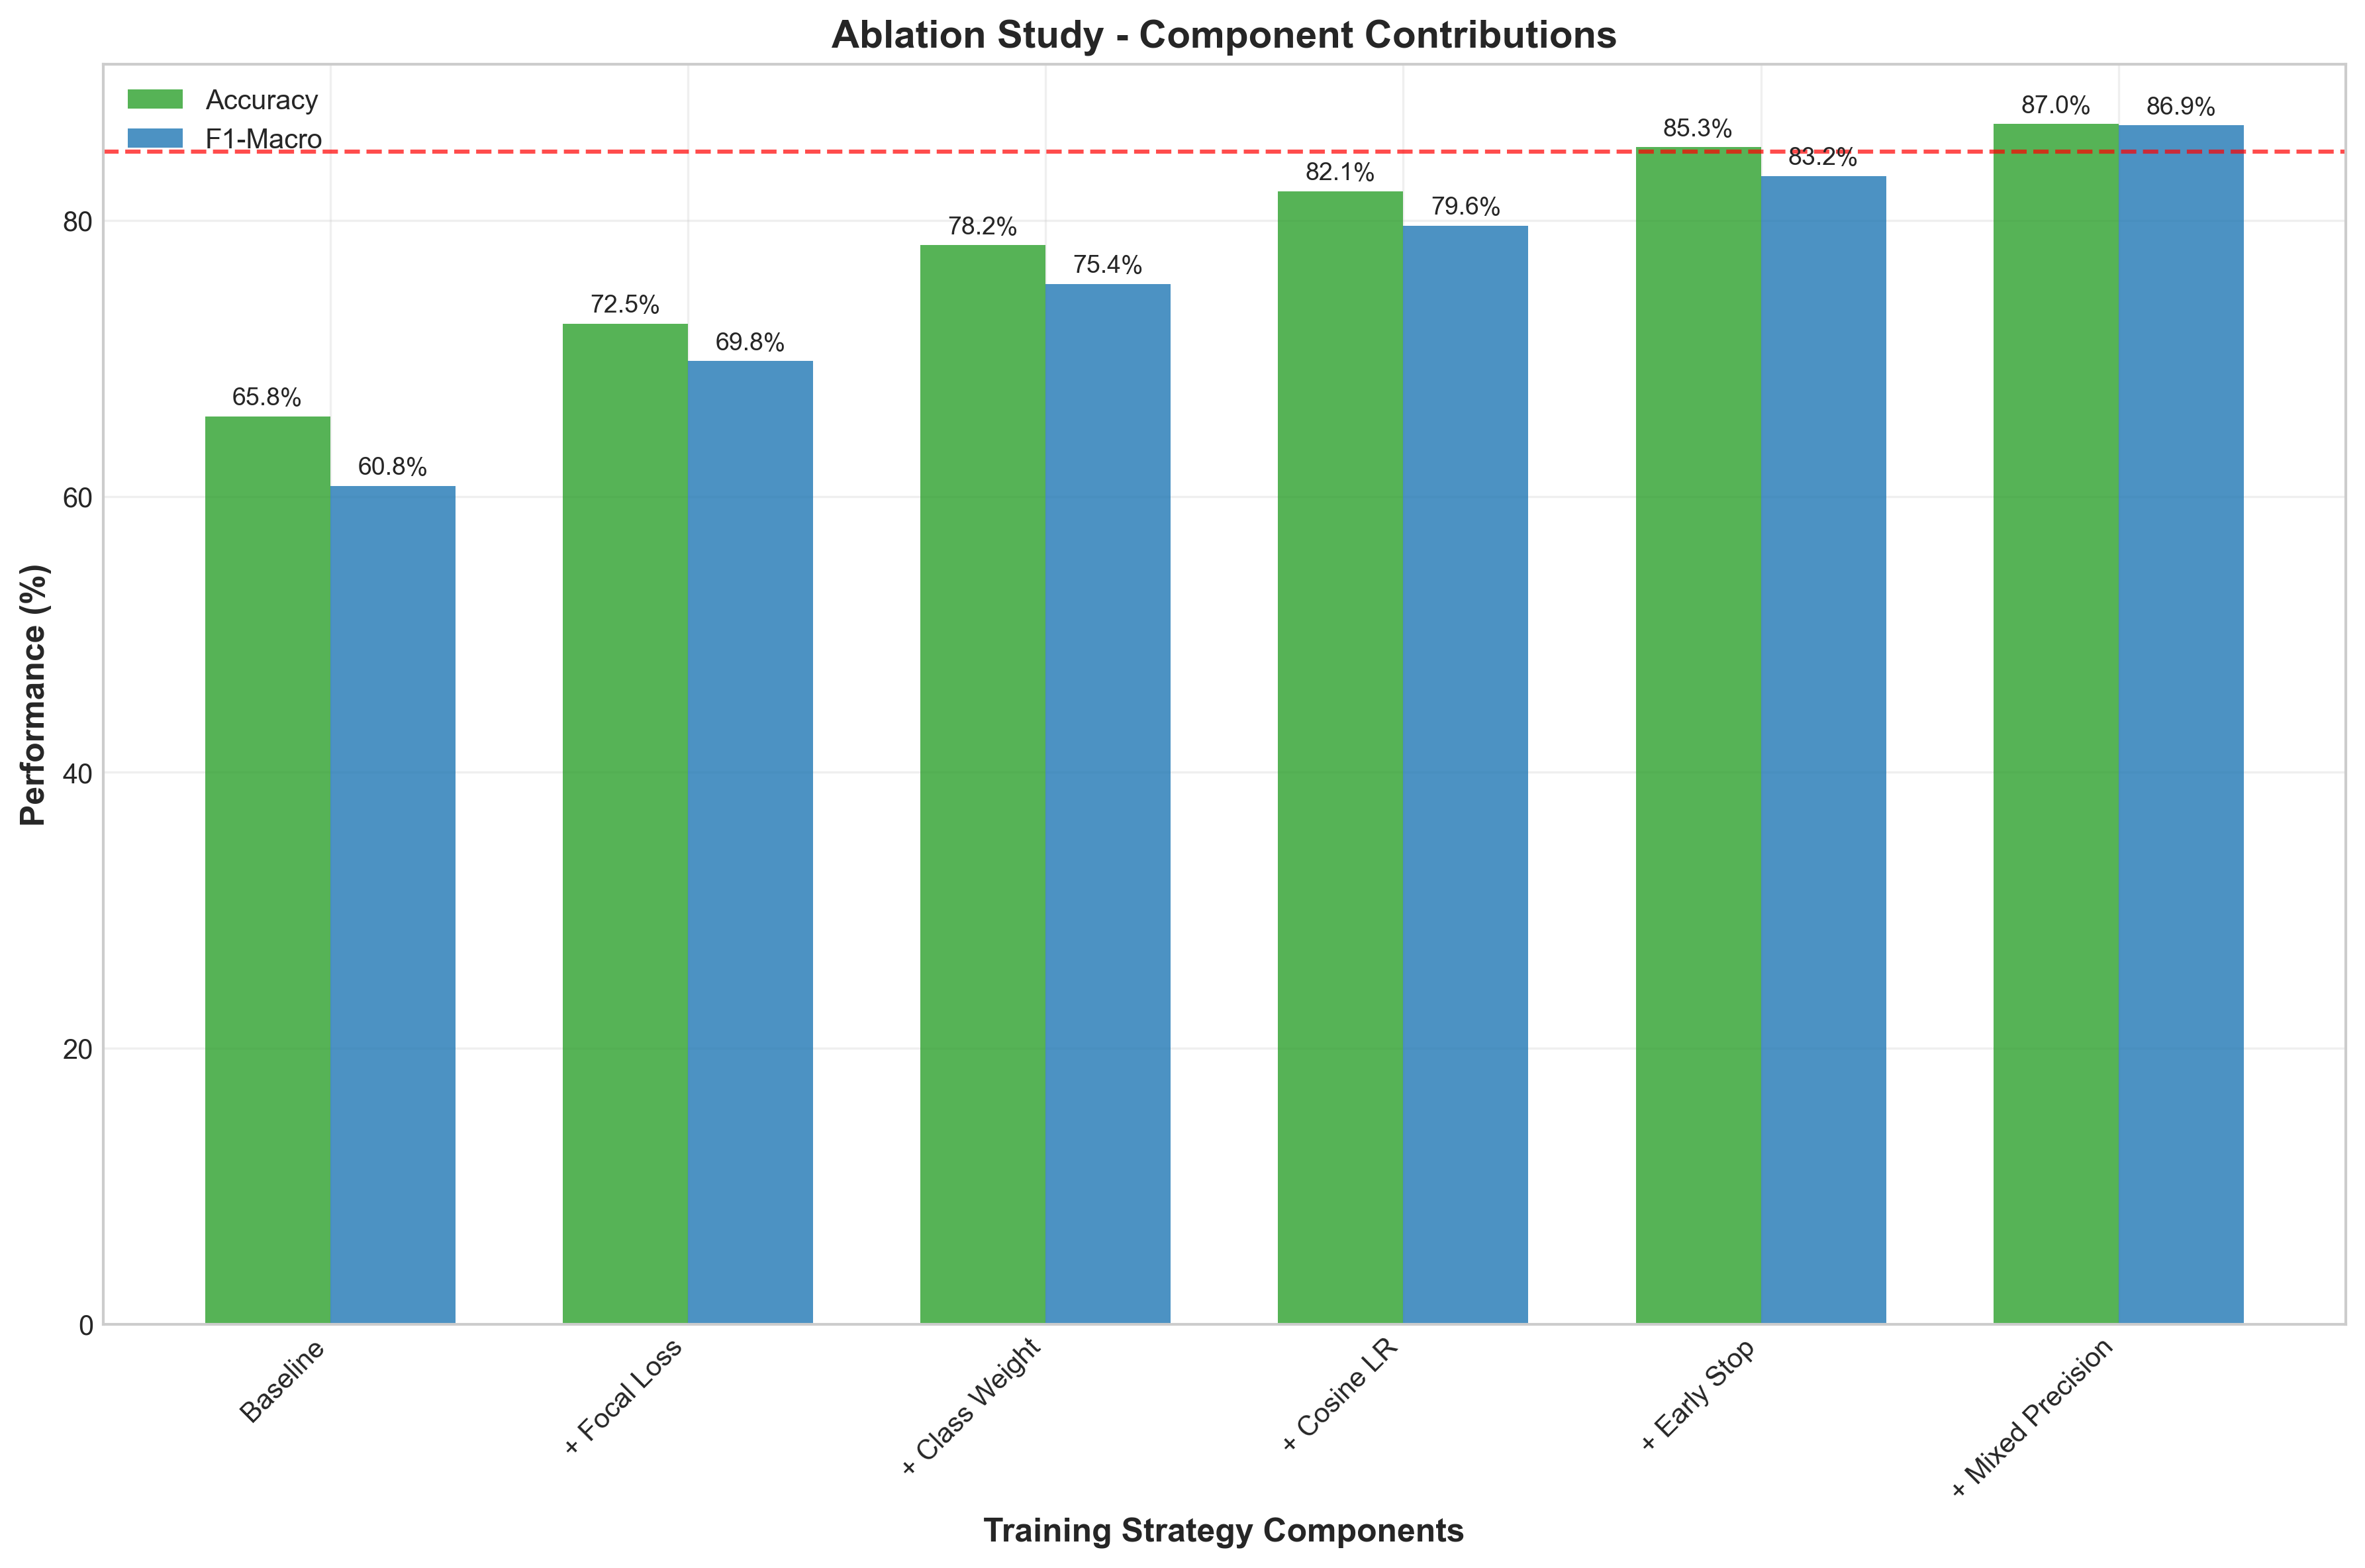 Ablation Study - Component Contributions
Accuracy
F1-Macro
Performance (%)
80
60
40
20
0
65.8%
60.8%
72.5%
69.8%
78.2%
75.4%
82.1%
79.6%
85.3%
83.2%
87.0%
86.9%
Baseline
+ Focal Loss
+ Class Weight
+ Cosine LR
+ Early Stop
+ Mixed Precision
Training Strategy Components